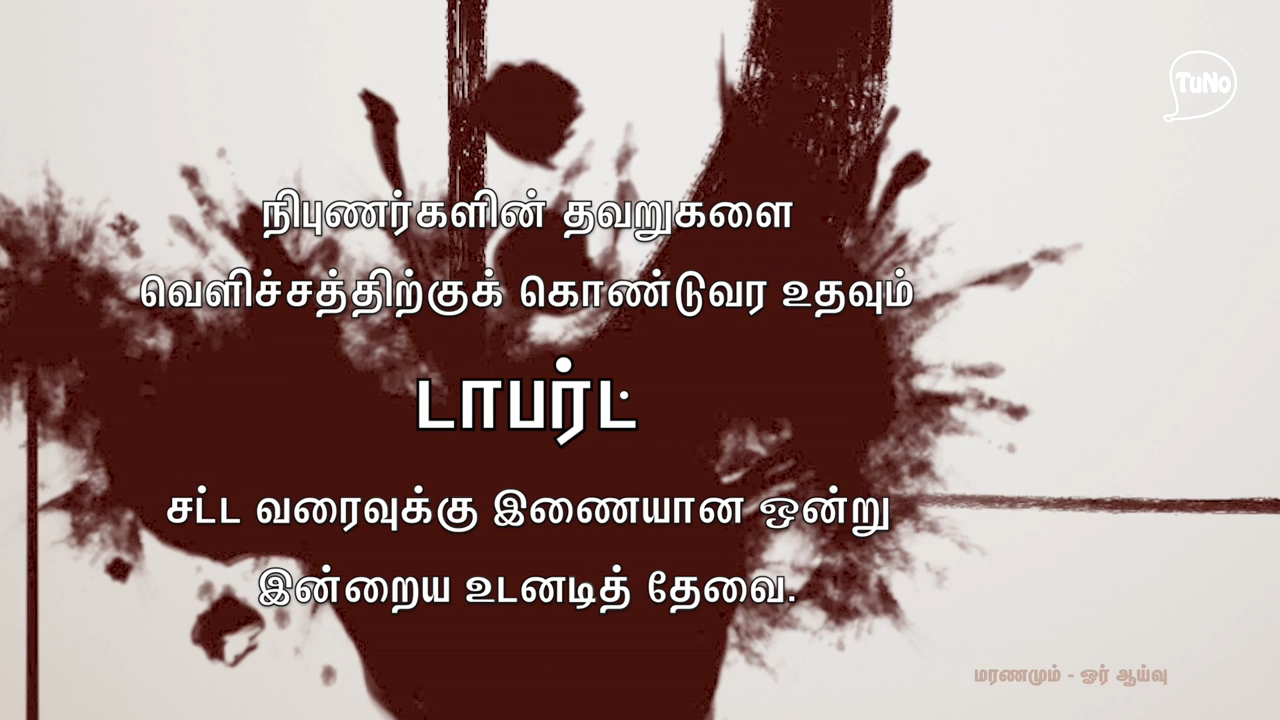 TuNo
நிபுணர்களின் தவறுகளை
வெளிச்சத்திற்குக் கொண்டுவர உதவும்
டாபர்ட்
சட்ட வரைவுக்கு இணையான ஒன்று
இன்றைய உடனடித் தேவை.
மரணமும் - ஓர் ஆய்வு